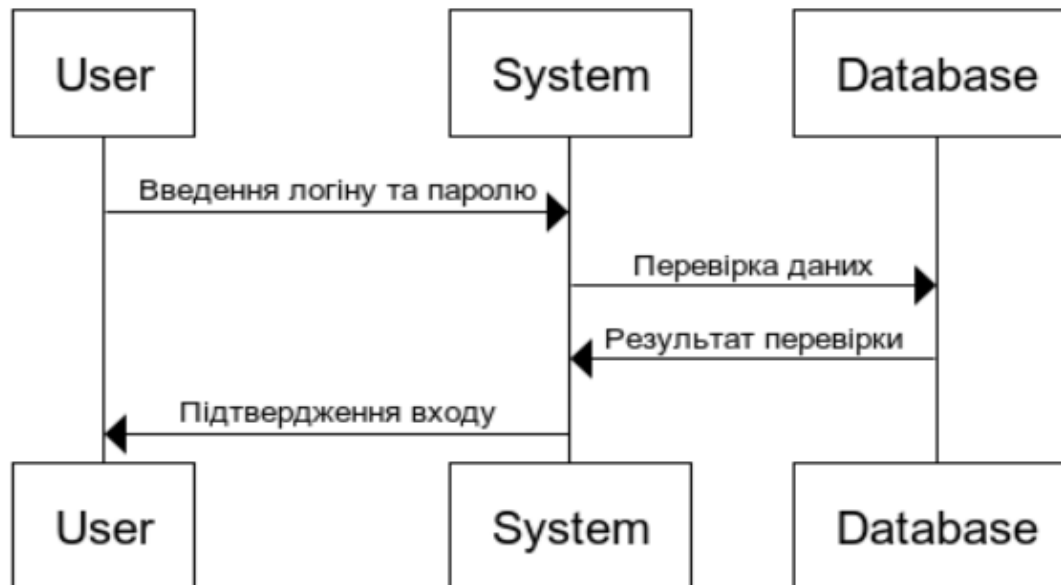 User
System
Database
Введення логіну та паролю
Перевірка даних
Результат перевірки
Підтвердження входу
User
System
Database